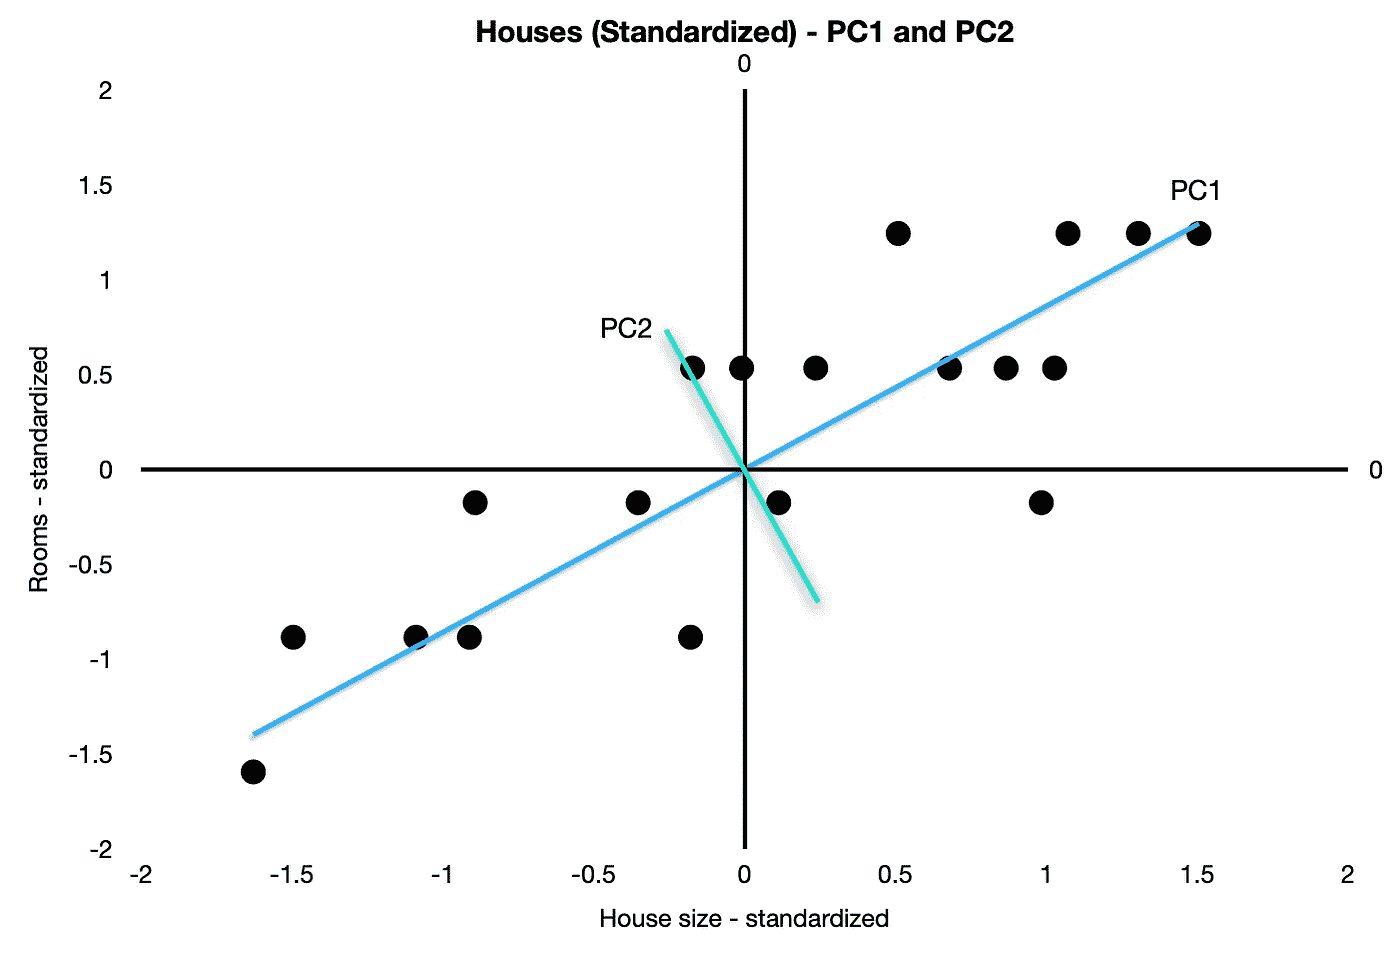 Houses (Standardized) - PC1 and PC2
0
2
1.5
PC1
1
PC2
0.5
0
0
-0.5
-1
-1.5
-2
Rooms - standardized
-2 -1.5 -1 -0.5 0 0.5 1 1.5 2
House size - standardized